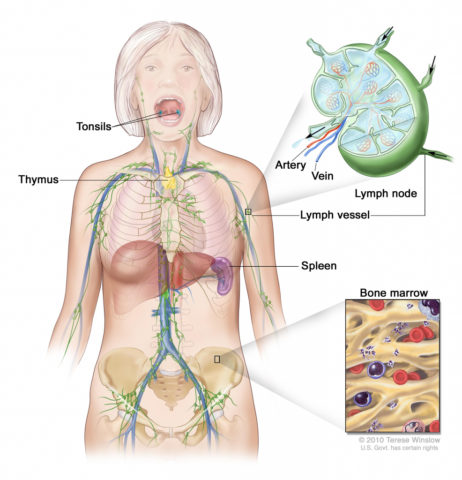 Tonsils
Thymus
Artery
Vein
Lymph node
Lymph vessel
Spleen
Bone marrow
© 2010 Terese Winslow
U.S. Govt. has certain rights